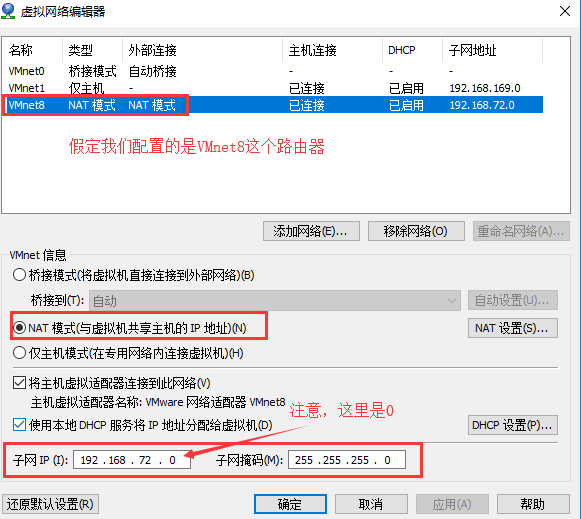 虚拟网络编辑器
名称 类型 外部连接 主机连接 DHCP 子网地址
VMnet0 桥接模式 自动桥接 - - -
VMnet1 仅主机 - 已连接 已启用 192.168.169.0
VMnet8 NAT 模式 NAT 模式 已连接 已启用 192.168.72.0
假定我们配置的是VMnet8这个路由器
添加网络(E)... 移除网络(O) 重命名网络(A)...
VMnet 信息
桥接模式(将虚拟机直接连接到外部网络)(B)
桥接到(T): 自动 自动设置(U)...
NAT 模式(与虚拟机共享主机的 IP 地址)(N) NAT 设置(S)...
仅主机模式(在专用网络内连接虚拟机)(H)
将主机虚拟适配器连接到此网络(V)
主机虚拟适配器名称: VMware 网络适配器 VMnet8
注意，这里是0
使用本地 DHCP 服务将 IP 地址分配给虚拟机(D) DHCP 设置(P)...
子网 IP (I): 192 . 168 . 72 . 0 子网掩码(M): 255 . 255 . 255 . 0
还原默认设置(R) 确定 取消 应用(A) 帮助